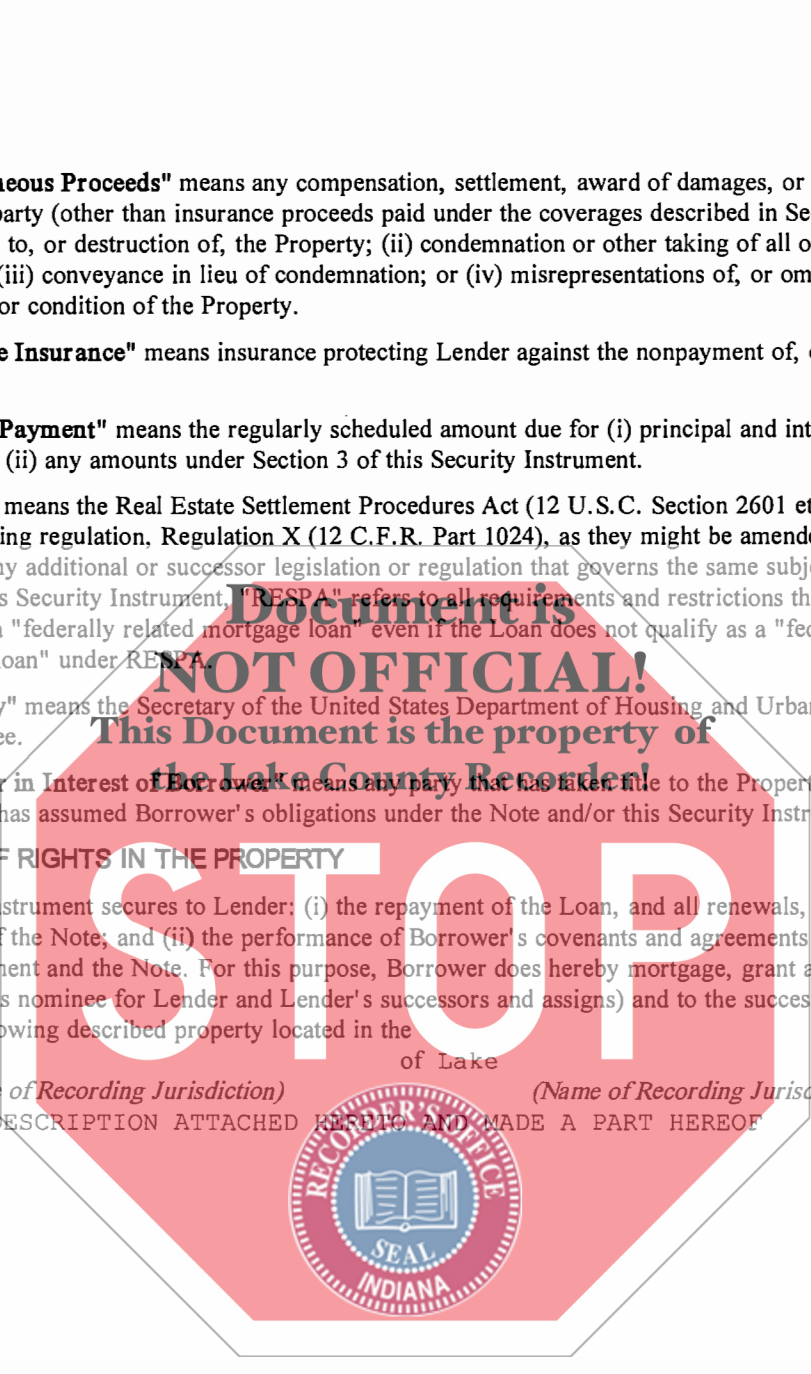 neous Proceeds" means any compensation, settlement, award of damages, or
party (other than insurance proceeds paid under the coverages described in Se
to, or destruction of, the Property; (ii) condemnation or other taking of all o
(iii) conveyance in lieu of condemnation; or (iv) misrepresentations of, or om
or condition of the Property.
e Insurance" means insurance protecting Lender against the nonpayment of,
Payment" means the regularly scheduled amount due for (i) principal and int
(ii) any amounts under Section 3 of this Security Instrument.
means the Real Estate Settlement Procedures Act (12 U.S.C. Section 2601 et
ing regulation, Regulation X (12 C.F.R. Part 1024), as they might be amende
ny additional or successor legislation or regulation that governs the same subj
s Security Instrument, "RESPA" refers to all requirements and restrictions th
"federally related mortgage loan" even if the Loan does not qualify as a "fed
loan" under RESPA.
y" means the Secretary of the United States Department of Housing and Urba
ee.
r in Interest of Borrower" means any party that has taken title to the Propert
has assumed Borrower's obligations under the Note and/or this Security Instr
F RIGHTS IN THE PROPERTY
strument secures to Lender: (i) the repayment of the Loan, and all renewals,
f the Note; and (ii) the performance of Borrower's covenants and agreements
nent and the Note. For this purpose, Borrower does hereby mortgage, grant a
s nominee for Lender and Lender's successors and assigns) and to the succes
owing described property located in the
of Lake
e of Recording Jurisdiction) (Name of Recording Jurisd
DESCRIPTION ATTACHED HERETO AND MADE A PART HEREOF
Document is
NOT OFFICIAL!
This Document is the property of
the Lake County Recorder!
STOP
RECORDER'S OFFICE
SEAL
INDIANA